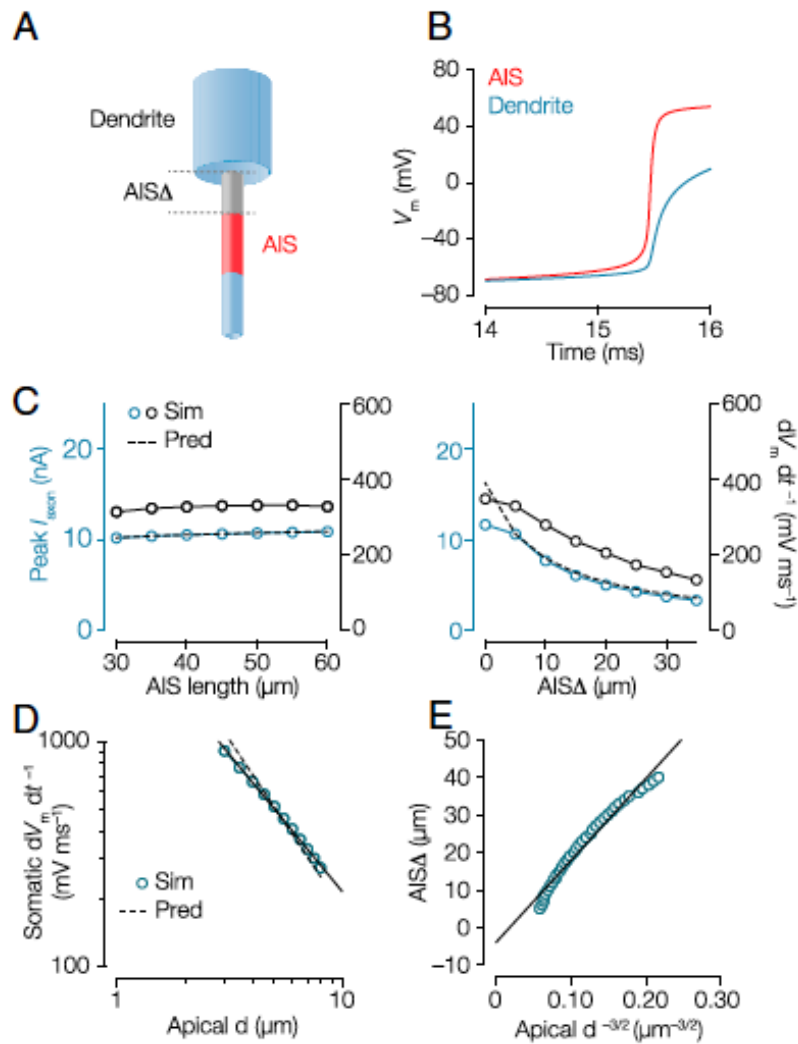 A
Dendrite
AISΔ
AIS
B
AIS
Dendrite
V_m (mV)
80
40
0
−40
−80
14
15
16
Time (ms)
C
Sim
Pred
Peak I_axon (nA)
20
10
0
600
400
200
0
30
40
50
60
AIS length (μm)
20
10
0
600
400
200
0
dV_m dt⁻¹ (mV ms⁻¹)
0
10
20
30
AISΔ (μm)
D
Somatic dV_m dt⁻¹
(mV ms⁻¹)
1000
100
Sim
Pred
1
10
Apical d (μm)
E
AISΔ (μm)
50
40
30
20
10
0
−10
0
0.10
0.20
0.30
Apical d⁻³/² (μm⁻³/²)